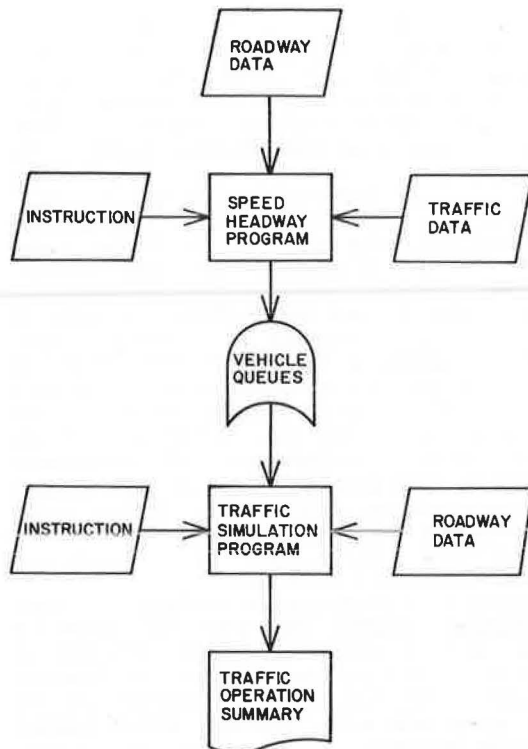 ROADWAY
DATA
INSTRUCTION
SPEED
HEADWAY
PROGRAM
TRAFFIC
DATA
VEHICLE
QUEUES
INSTRUCTION
TRAFFIC
SIMULATION
PROGRAM
ROADWAY
DATA
TRAFFIC
OPERATION
SUMMARY